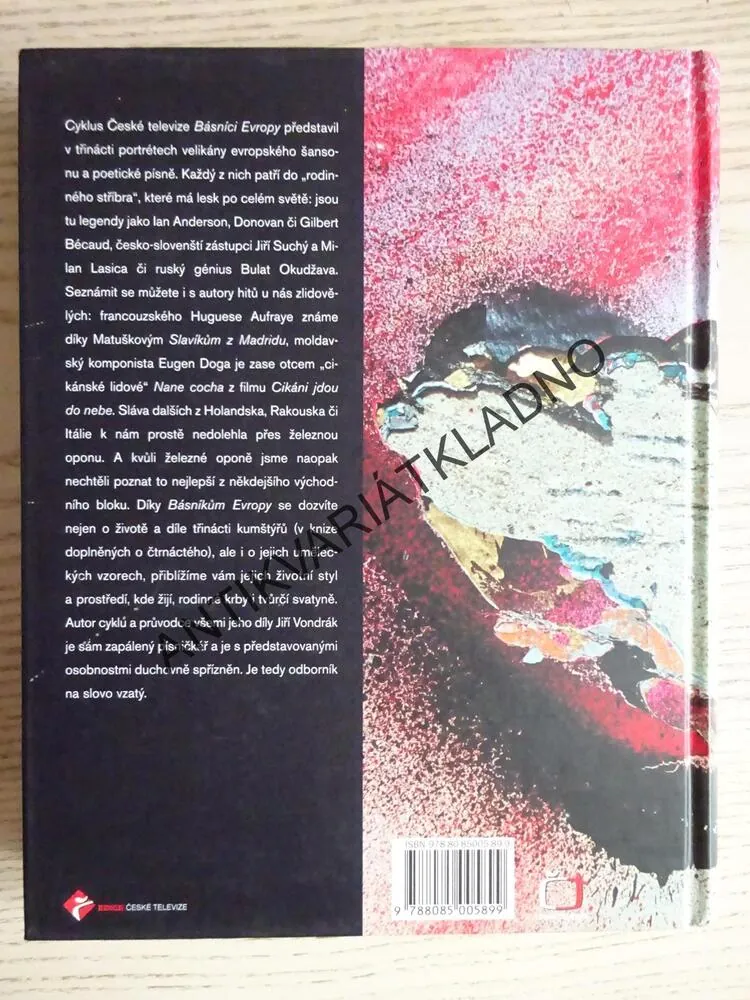 Cyklus České televize Básníci Evropy představil
v třinácti portrétech velikány evropského šanso-
nu a poetické písně. Každý z nich patří do „rodin-
ného stříbra“, které má lesk po celém světě: jsou
tu legendy jako Ian Anderson, Donovan či Gilbert
Bécaud, česko-slovenští zástupci Jiří Suchý a Mi-
lan Lasica či ruský génius Bulat Okudžava.
Seznámit se můžete i s autory hitů u nás zlidově-
lých: francouzského Huguese Aufraye známe
díky Matuškovým Slavíkům z Madridu, moldav-
ský komponista Eugen Doga je zase otcem „ci-
kánské lidové“ Nane cocha z filmu Cikáni jdou
do nebe. Sláva dalších z Holandska, Rakouska či
Itálie k nám prostě nedolehla přes železnou
oponu. A kvůli železné oponě jsme naopak
nechtěli poznat to nejlepší z někdejšího východ-
ního bloku. Díky Básníkům Evropy se dozvíte
nejen o životě a díle třinácti kumštýřů (v knize
doplněných o čtrnáctého), ale i o jejich umělec-
kých vzorech, přiblížíme vám jejich životní styl
a prostředí, kde žijí, rodinné krby i tvůrčí svatyně.
Autor cyklů a průvodce všemi jeho díly Jiří Vondrák
je sám zapálený písničkář a je s představovanými
osobnostmi duchovně spřízněn. Je tedy odborník
na slovo vzatý.
ANTIKVARIÁTKLADNO
ISBN 978 80 85005 89 9
9 788085 005899
EDICE ČESKÉ TELEVIZE